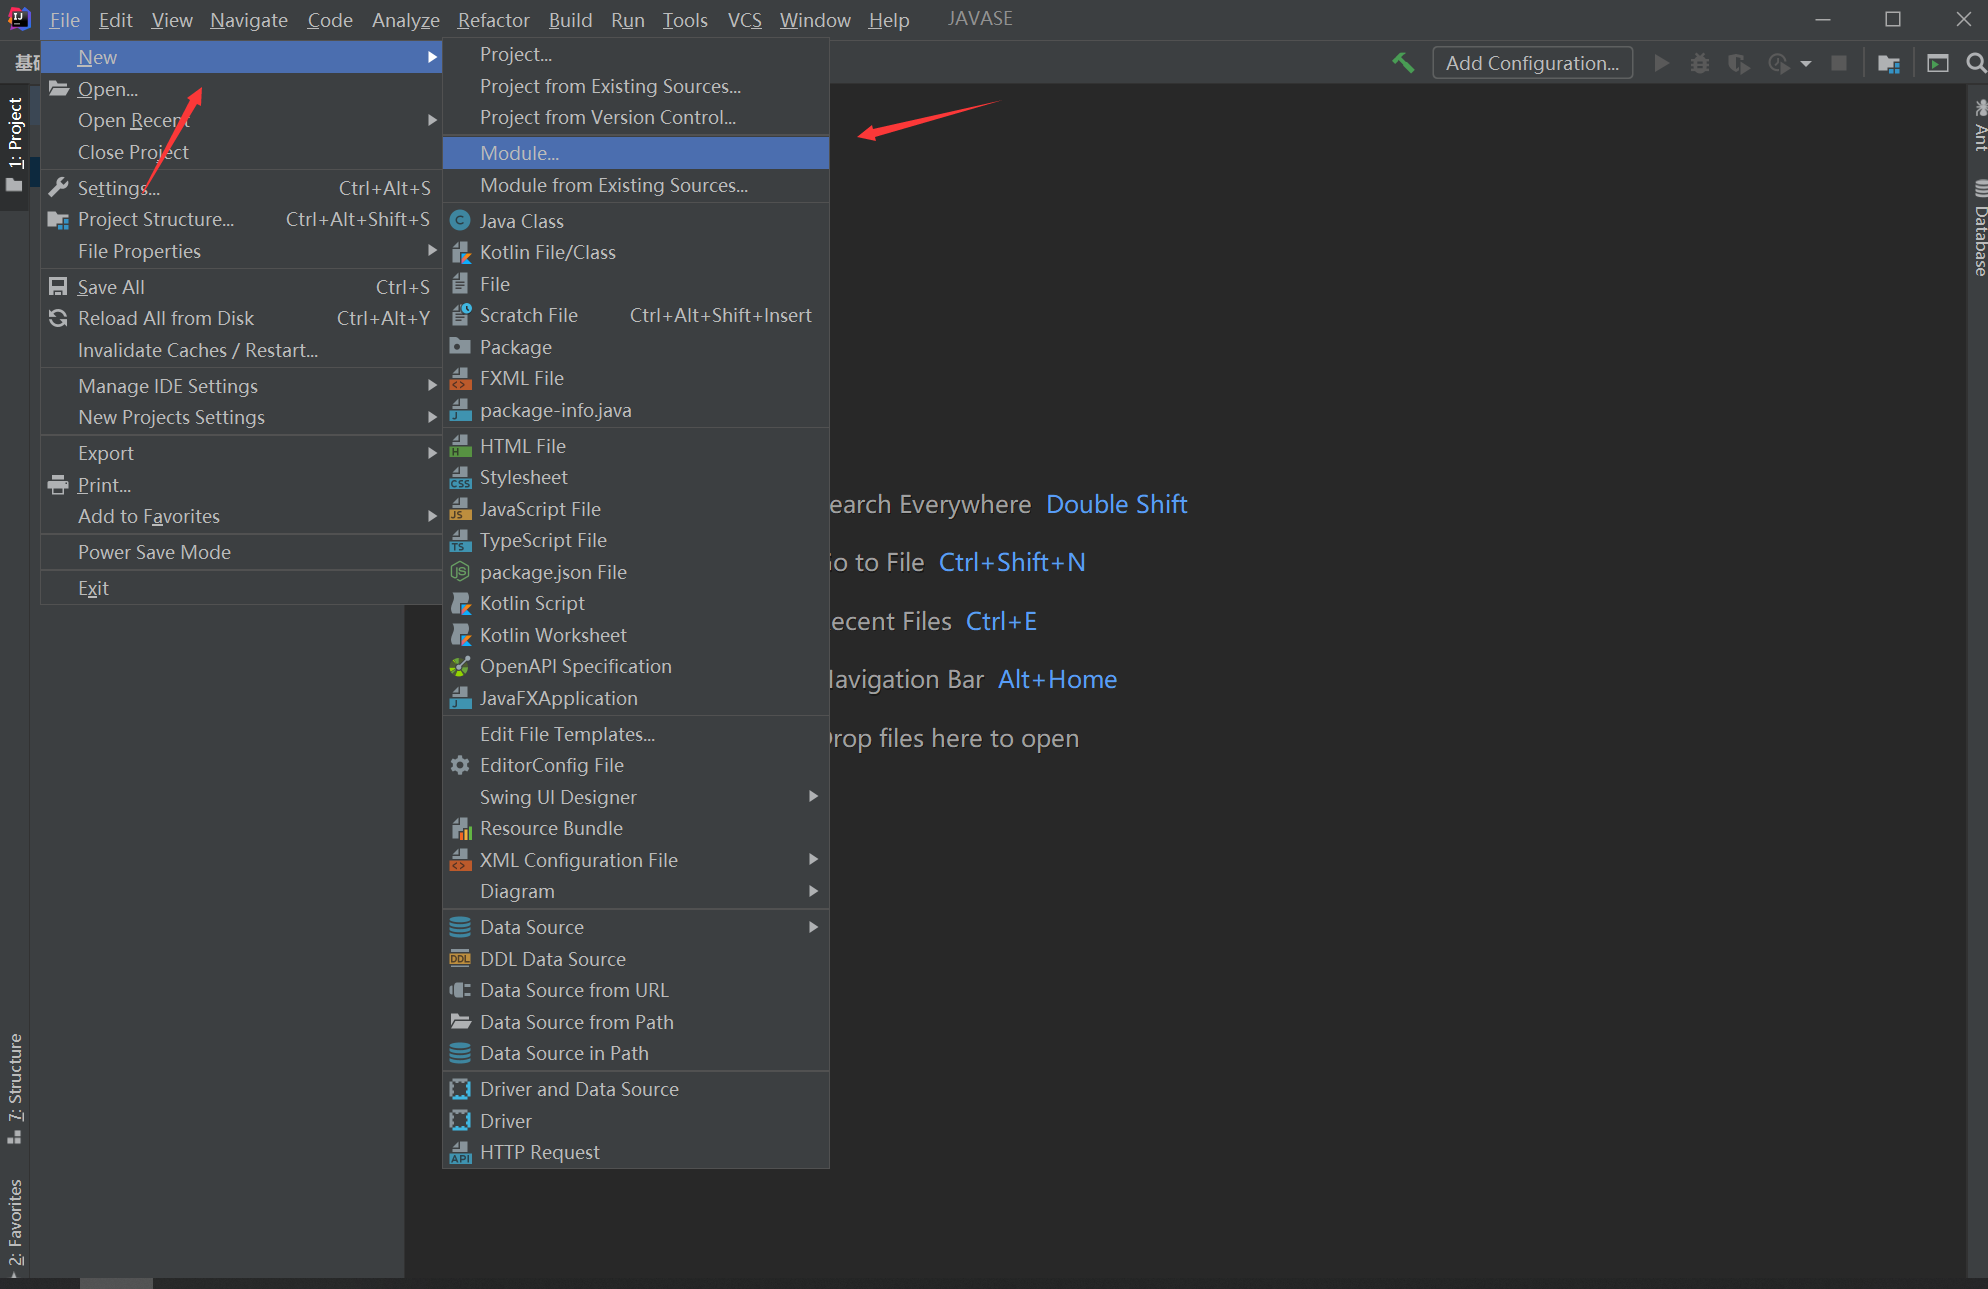 File Edit View Navigate Code Analyze Refactor Build Run Tools VCS Window Help JAVASE
Add Configuration...
New
Open...
Open Recent
Close Project
Settings... Ctrl+Alt+S
Project Structure... Ctrl+Alt+Shift+S
File Properties
Save All Ctrl+S
Reload All from Disk Ctrl+Alt+Y
Invalidate Caches / Restart...
Manage IDE Settings
New Projects Settings
Export
Print...
Add to Favorites
Power Save Mode
Exit
Project...
Project from Existing Sources...
Project from Version Control...
Module...
Module from Existing Sources...
Java Class
Kotlin File/Class
File
Scratch File Ctrl+Alt+Shift+Insert
Package
FXML File
package-info.java
HTML File
Stylesheet
JavaScript File
TypeScript File
package.json File
Kotlin Script
Kotlin Worksheet
OpenAPI Specification
JavaFXApplication
Edit File Templates...
EditorConfig File
Swing UI Designer
Resource Bundle
XML Configuration File
Diagram
Data Source
DDL Data Source
Data Source from URL
Data Source from Path
Data Source in Path
Driver and Data Source
Driver
HTTP Request
earch Everywhere Double Shift
o to File Ctrl+Shift+N
ecent Files Ctrl+E
avigation Bar Alt+Home
rop files here to open
1: Project
7: Structure
2: Favorites
Ant
Database